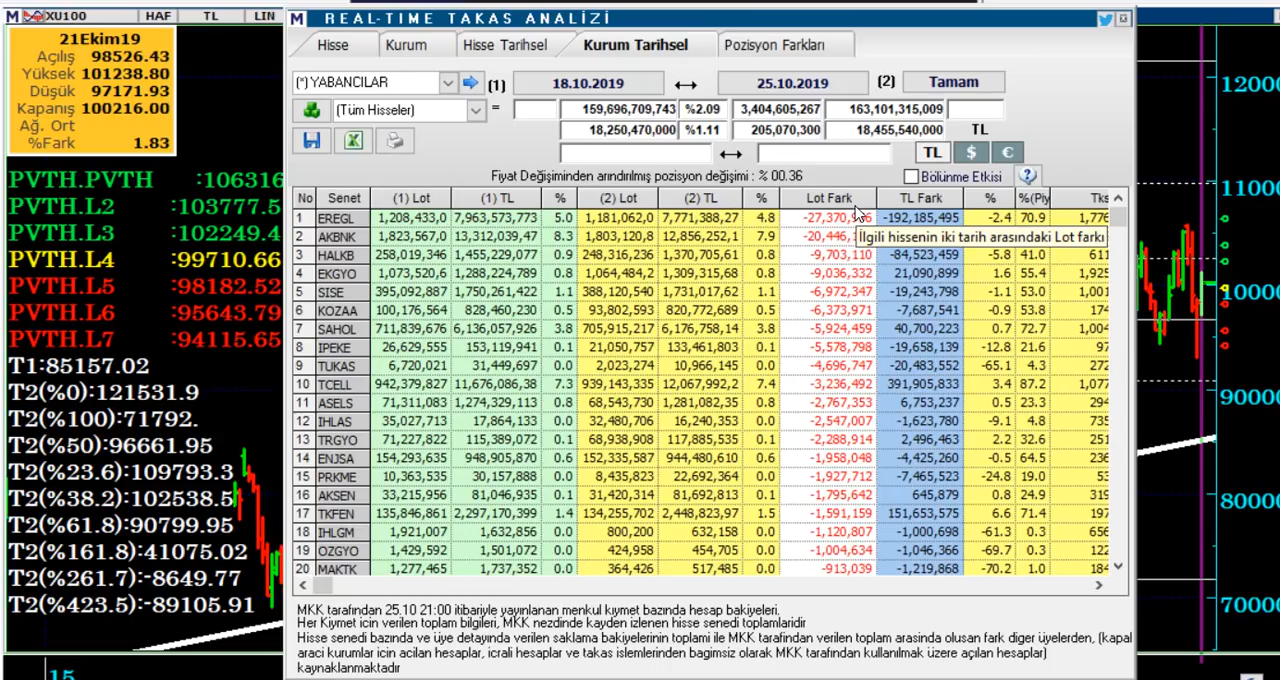 M XU100 HAF TL LIN
21Ekim19
Açılış 98526.43
Yüksek 101238.80
Düşük 97171.93
Kapanış 100216.00
Ağ. Ort
%Fark 1.83
PVTH.PVTH :106316
PVTH.L2 :103777.5
PVTH.L3 :102249.4
PVTH.L4 :99710.66
PVTH.L5 :98182.52
PVTH.L6 :95643.79
PVTH.L7 :94115.65
T1:85157.02
T2(%0):121531.9
T2(%100):71792.
T2(%50):96661.95
T2(%23.6):109793.3
T2(%38.2):102538.5
T2(%61.8):90799.95
T2(%161.8):41075.02
T2(%261.7):-8649.77
T2(%423.5):-89105.91
15
M REAL-TIME TAKAS ANALİZİ
Hisse Kurum Hisse Tarihsel Kurum Tarihsel Pozisyon Farkları
(*) YABANCILAR (1) 18.10.2019 25.10.2019 (2) Tamam
(Tüm Hisseler) = 159,696,709,743 %2.09 3,404,605,267 163,101,315,009
18,250,470,000 %1.11 205,070,300 18,455,540,000 TL
TL $ €
Fiyat Değişiminden arındırılmış pozisyon değişimi : % 00.36 Bölünme Etkisi
No Senet (1) Lot (1) TL % (2) Lot (2) TL % Lot Fark TL Fark % %(Piy Tks
1 EREGL 1,208,433,0 7,963,573,773 5.0 1,181,062,0 7,771,388,27 4.8 -27,370, -192,185,495 -2.4 70.9 1,776
2 AKBNK 1,823,567,0 13,312,039,47 8.3 1,803,120,8 12,856,252,1 7.9 -20,446, İlgili hissenin iki tarih arasındaki Lot farkı
3 HALKB 258,019,346 1,455,229,077 0.9 248,316,236 1,370,705,61 0.8 -9,703,110 -84,523,459 -5.8 41.0 611
4 EKGYO 1,073,520,6 1,288,224,789 0.8 1,064,484,2 1,309,315,68 0.8 -9,036,332 21,090,899 1.6 55.4 1,925
5 SISE 395,092,887 1,750,261,422 1.1 388,120,540 1,731,017,62 1.1 -6,972,347 -19,243,798 -1.1 53.0 1,001
6 KOZAA 100,176,564 828,460,230 0.5 93,802,593 820,772,689 0.5 -6,373,971 -7,687,541 -0.9 53.8 174
7 SAHOL 711,839,676 6,136,057,926 3.8 705,915,217 6,176,758,14 3.8 -5,924,459 40,700,223 0.7 72.7 1,004
8 IPEKE 26,629,555 153,119,941 0.1 21,050,757 133,461,803 0.1 -5,578,798 -19,658,139 -12.8 21.6 97
9 TUKAS 6,720,021 31,449,697 0.0 2,023,274 10,966,145 0.0 -4,696,747 -20,483,552 -65.1 4.3 272
10 TCELL 942,379,827 11,676,086,38 7.3 939,143,335 12,067,992,2 7.4 -3,236,492 391,905,833 3.4 87.2 1,077
11 ASELS 71,311,083 1,274,329,113 0.8 68,543,730 1,281,082,35 0.8 -2,767,353 6,753,237 0.5 23.3 294
12 IHLAS 35,027,713 17,864,133 0.0 32,480,706 16,240,353 0.0 -2,547,007 -1,623,780 -9.1 4.8 735
13 TRGYO 71,227,822 115,389,072 0.1 68,938,908 117,885,535 0.1 -2,288,914 2,496,463 2.2 32.6 251
14 ENJSA 154,293,635 948,905,870 0.6 152,335,587 944,480,610 0.6 -1,958,048 -4,425,260 -0.5 64.5 236
15 PRKME 10,363,535 30,157,888 0.0 8,435,823 22,692,364 0.0 -1,927,712 -7,465,523 -24.8 19.0 53
16 AKSEN 33,215,956 81,046,935 0.1 31,420,314 81,692,813 0.1 -1,795,642 645,879 0.8 24.9 319
17 TKFEN 135,846,861 2,297,170,399 1.4 134,255,702 2,448,823,97 1.5 -1,591,159 151,653,575 6.6 71.4 197
18 IHLGM 1,921,007 1,632,856 0.0 800,200 632,158 0.0 -1,120,807 -1,000,698 -61.3 0.3 656
19 OZGYO 1,429,592 1,501,072 0.0 424,958 454,705 0.0 -1,004,634 -1,046,366 -69.7 0.3 122
20 MAKTK 1,277,465 1,737,352 0.0 364,426 517,485 0.0 -913,039 -1,219,868 -70.2 1.0 184
MKK tarafından 25.10 21:00 itibariyle yayınlanan menkul kıymet bazında hesap bakiyeleri.
Her Kıymet icin verilen toplam bilgileri, MKK nezdinde kayden izlenen hisse senedi toplamlaridir
Hisse senedi bazında ve üye detayında verilen saklama bakiyelerinin toplami ile MKK tarafından verilen toplam arasinda olusan fark diger üyelerden, (kapal
araci kurumlar icin acilan hesaplar, icrali hesaplar ve takas islemlerinden bagimsiz olarak MKK tarafından kullanılmak üzere açılan hesaplar)
kaynaklanmaktadır
12000
11000
10000
90000
80000
70000